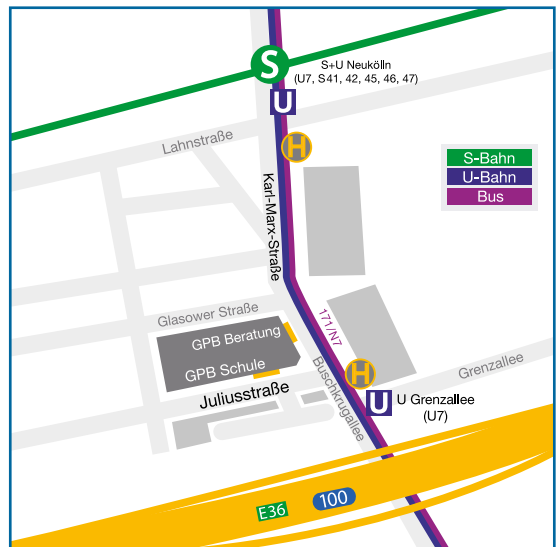 S
S+U Neukölln
(U7, S41, 42, 45, 46, 47)
U
Lahnstraße
H
S-Bahn
U-Bahn
Bus
Karl-Marx-Straße
Glasower Straße
171/N7
GPB Beratung
GPB Schule
Buschkrugallee
H
Grenzallee
Juliusstraße
U
U Grenzallee
(U7)
E36
100